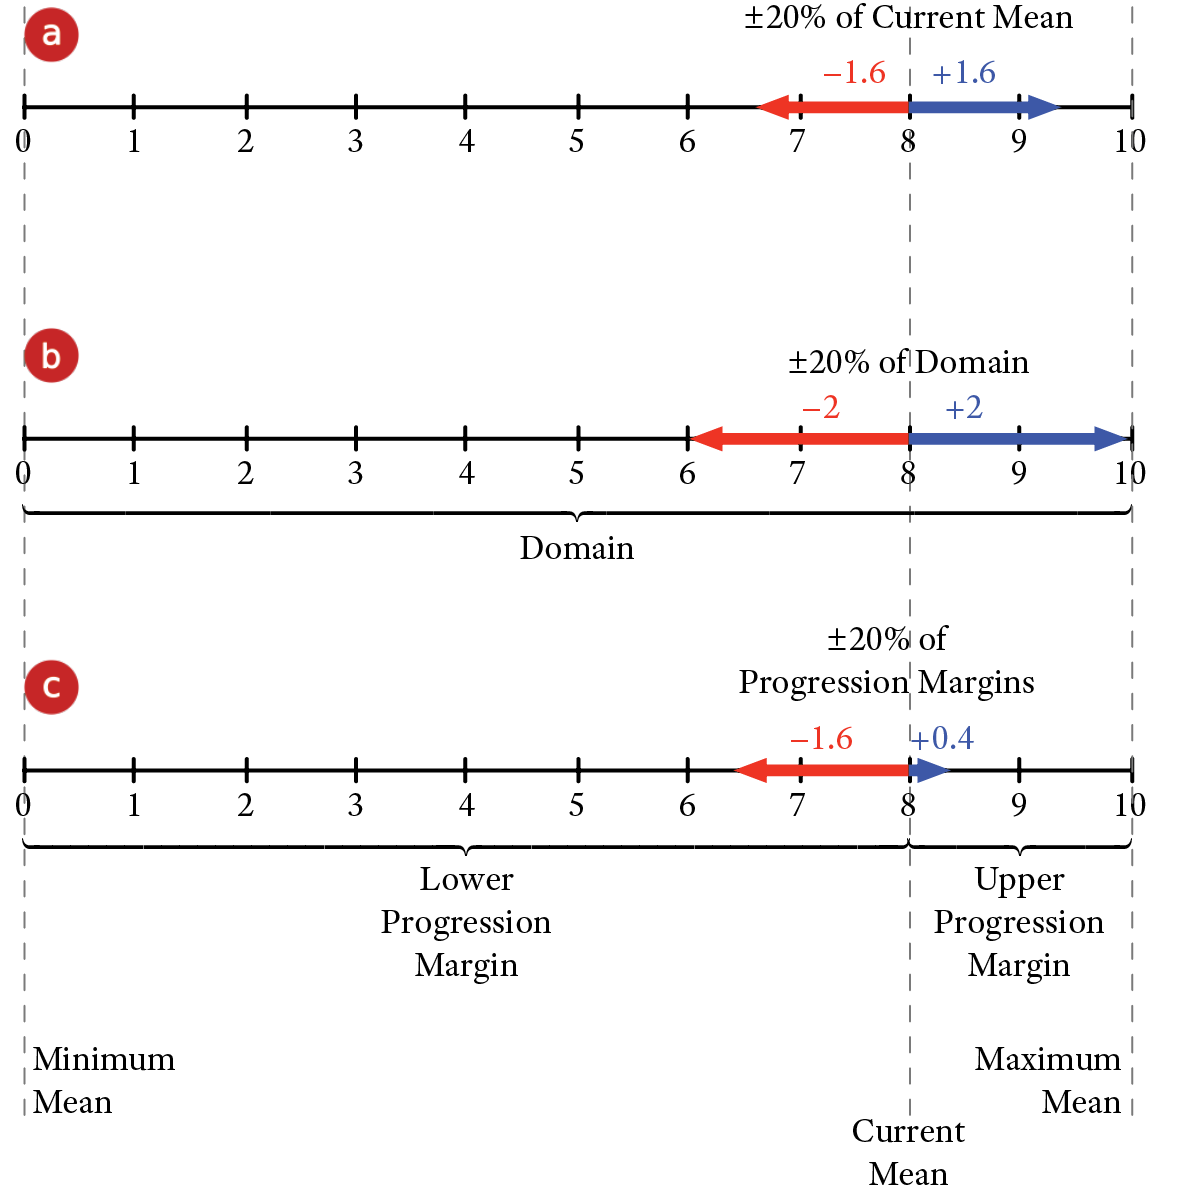 a
±20% of Current Mean
−1.6 +1.6
0 1 2 3 4 5 6 7 8 9 10
b
±20% of Domain
−2 +2
0 1 2 3 4 5 6 7 8 9 10
Domain
±20% of
Progression Margins
c
−1.6 +0.4
0 1 2 3 4 5 6 7 8 9 10
Lower
Progression
Margin
Upper
Progression
Margin
Minimum
Mean
Maximum
Mean
Current
Mean